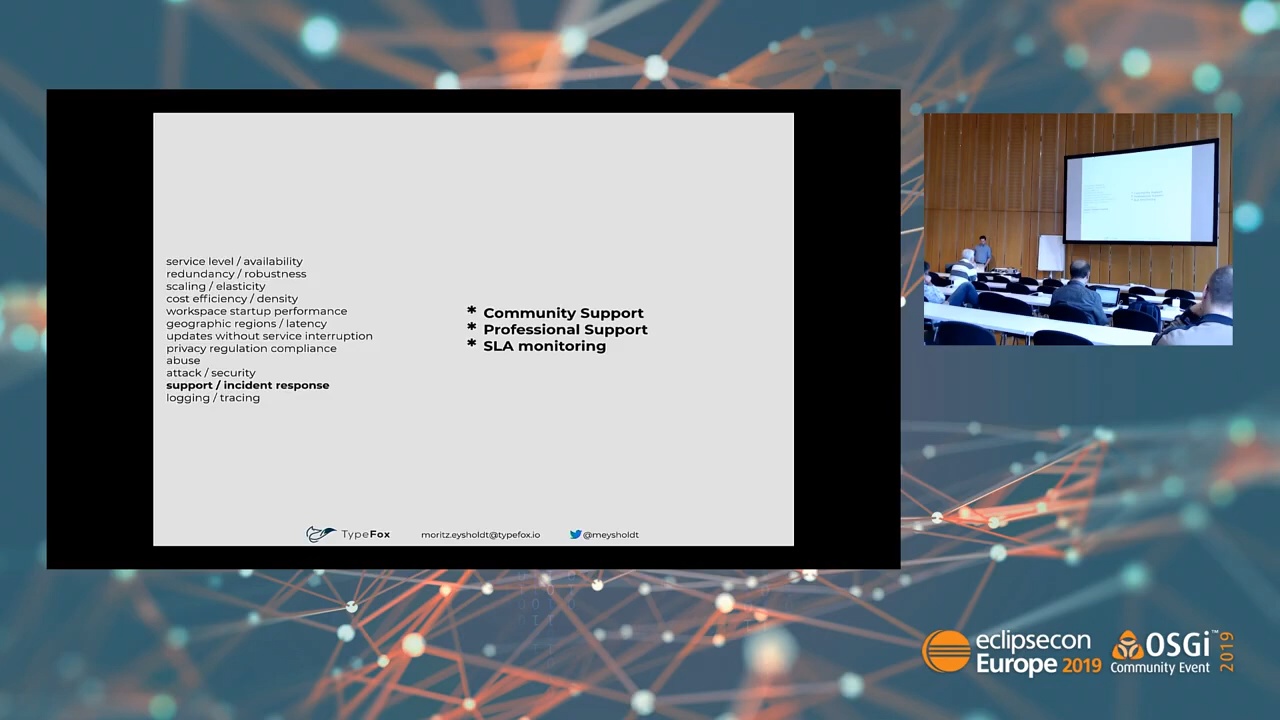 service level / availability
redundancy / robustness
scaling / elasticity
cost efficiency / density
workspace startup performance
geographic regions / latency
updates without service interruption
privacy regulation compliance
abuse
attack / security
support / incident response
logging / tracing
* Community Support
* Professional Support
* SLA monitoring
TypeFox
moritz.eysholdt@typefox.io
@meysholdt
eclipsecon
Europe 2019
OSGi™
Community Event
2019